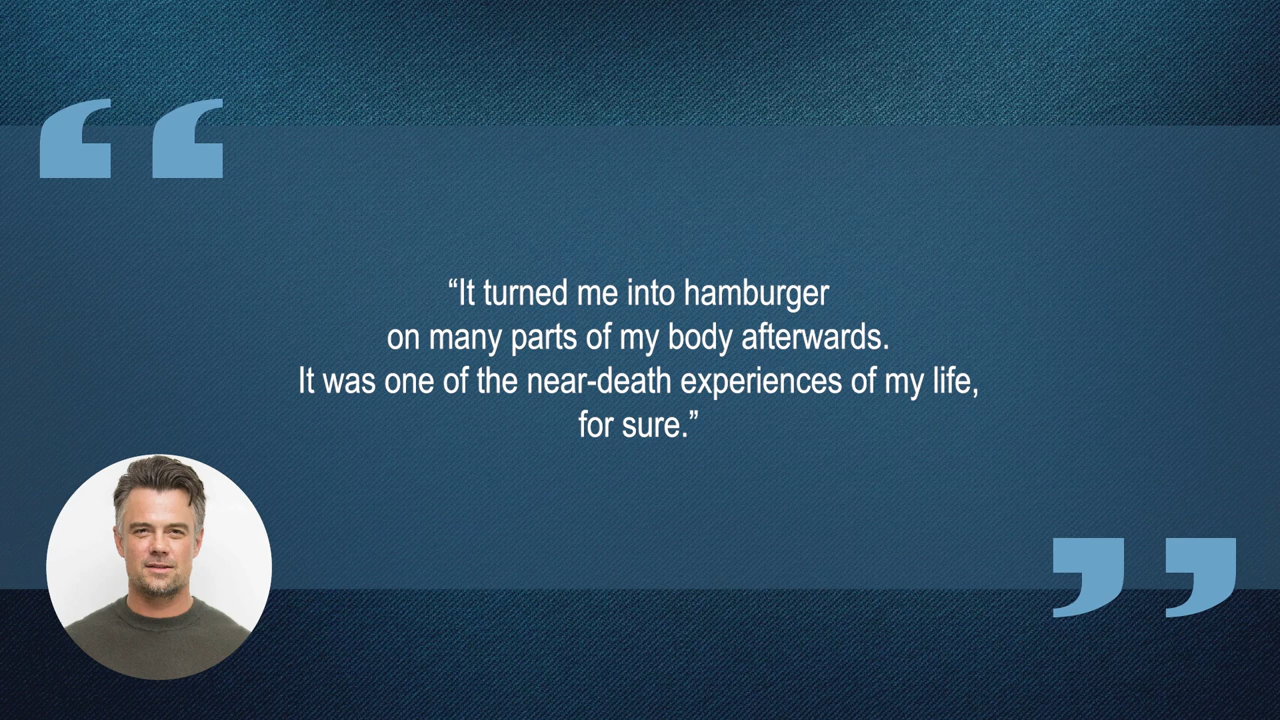 “It turned me into hamburger
on many parts of my body afterwards.
It was one of the near-death experiences of my life,
for sure.”